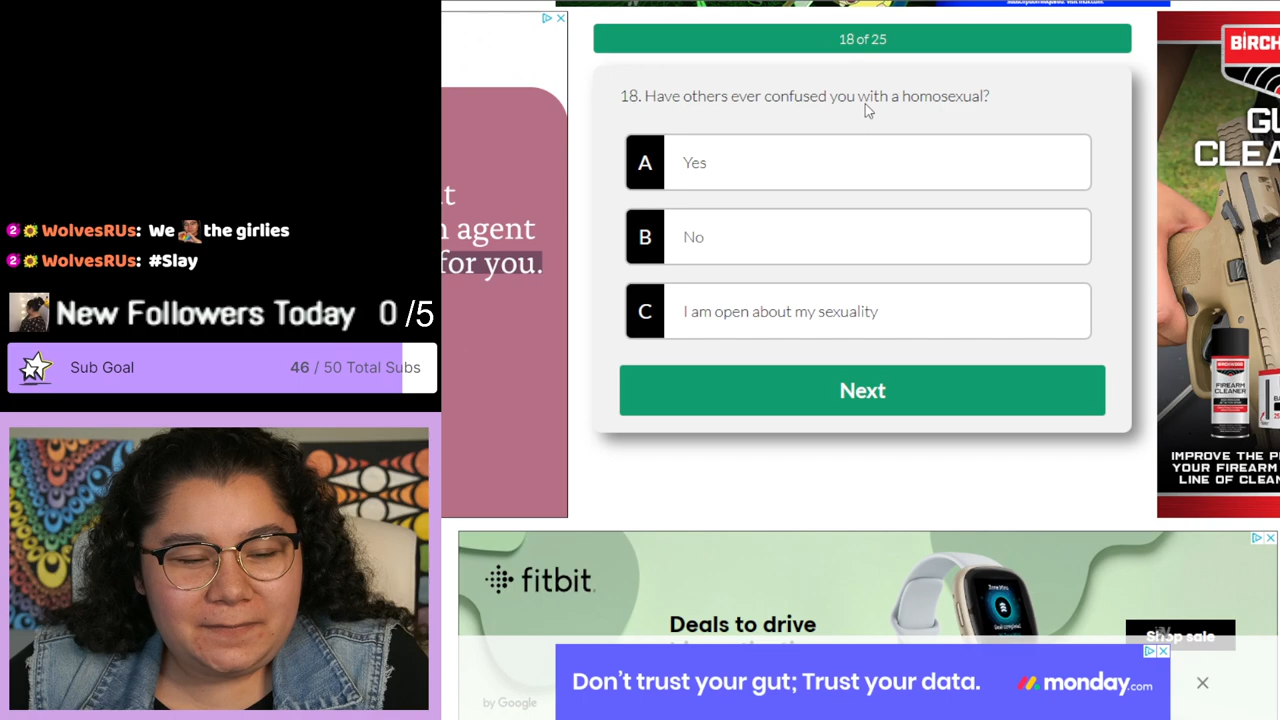 WolvesRUs: We the girlies
WolvesRUs: #Slay
New Followers Today 0 /5
Sub Goal 46 / 50 Total Subs
agent
for you.
18 of 25
18. Have others ever confused you with a homosexual?
A Yes
B No
C I am open about my sexuality
Next
BIRCH
CLEA
FIREARM
CLEANER
IMPROVE THE P
YOUR FIREARM
LINE OF CLEAN
fitbit
Deals to drive
Shop sale
Don't trust your gut; Trust your data. monday.com
by Google